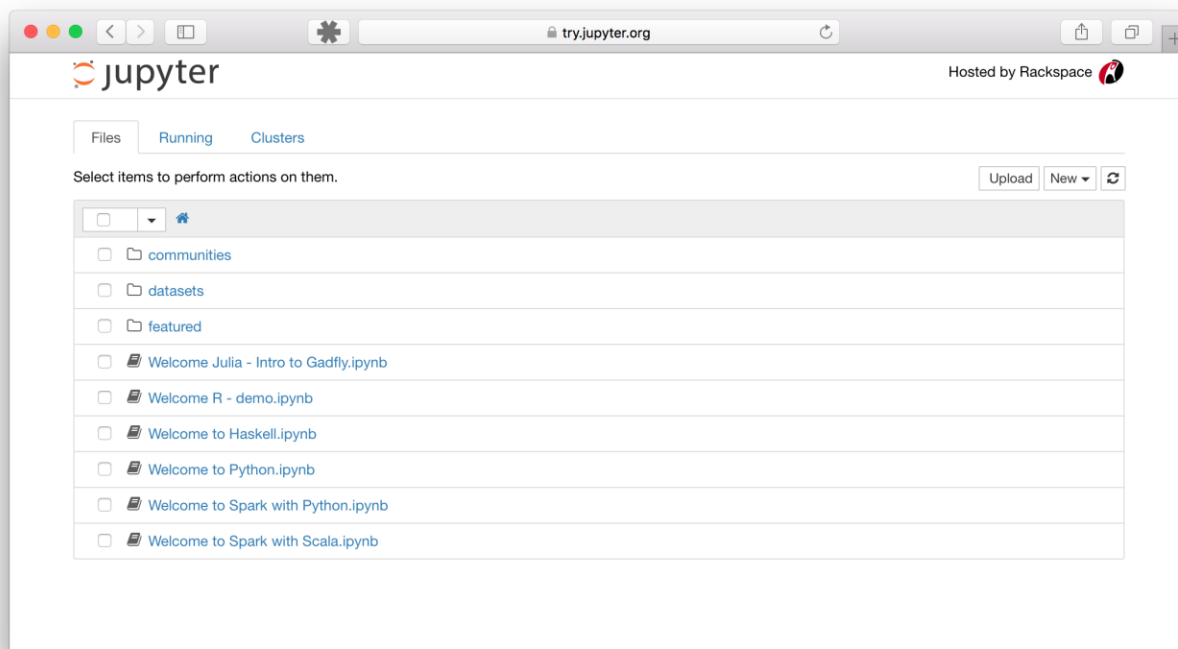 try.jupyter.org
jupyter
Hosted by Rackspace
Files Running Clusters
Select items to perform actions on them.
Upload New
communities
datasets
featured
Welcome Julia - Intro to Gadfly.ipynb
Welcome R - demo.ipynb
Welcome to Haskell.ipynb
Welcome to Python.ipynb
Welcome to Spark with Python.ipynb
Welcome to Spark with Scala.ipynb